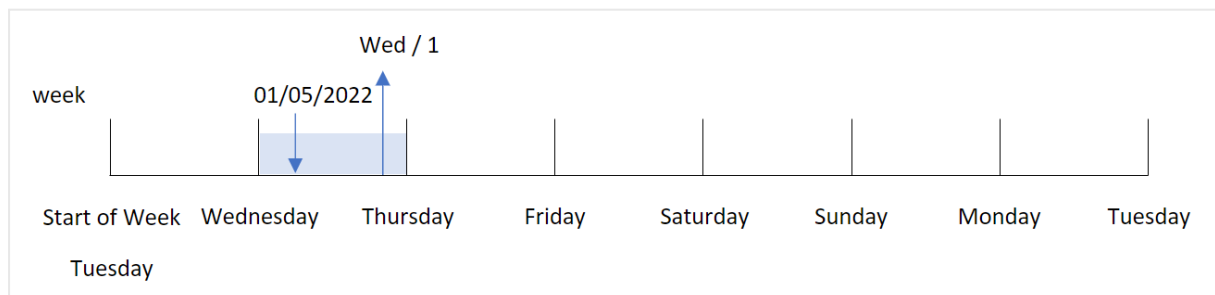 Wed / 1
week
01/05/2022
Start of Week
Wednesday
Thursday
Friday
Saturday
Sunday
Monday
Tuesday
Tuesday